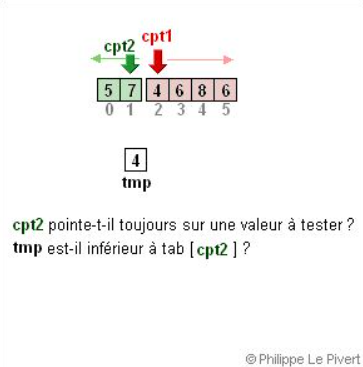 cpt2 cpt1
5 7 4 6 8 6
0 1 2 3 4 5
4
tmp
cpt2 pointe-t-il toujours sur une valeur à tester ?
tmp est-il inférieur à tab [ cpt2 ] ?
© Philippe Le Pivert